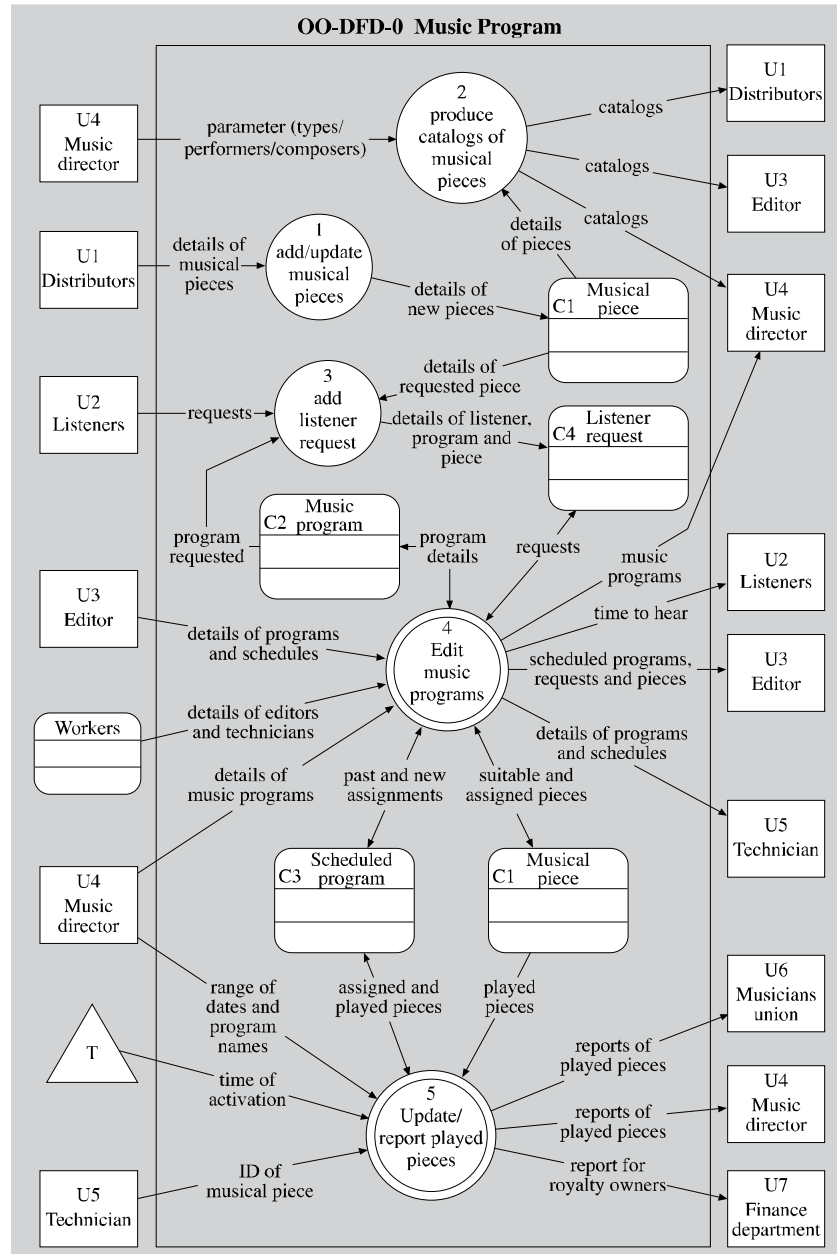 OO-DFD-0 Music Program
U4
Music
director
parameter (types/
performers/composers)
2
produce
catalogs of
musical
pieces
catalogs
U1
Distributors
catalogs
U3
Editor
catalogs
U4
Music
director
details
of pieces
U1
Distributors
details of
musical
pieces
1
add/update
musical
pieces
details of
new pieces
Musical
C1 piece
details of
requested piece
U2
Listeners
requests
3
add
listener
request
details of listener,
program and
piece
Listener
C4 request
Music
C2 program
program
requested
program
details
requests
music
programs
U2
Listeners
time to hear
U3
Editor
details of programs
and schedules
4
Edit
music
programs
scheduled programs,
requests and pieces
U3
Editor
Workers
details of editors
and technicians
details of programs
and schedules
U5
Technician
details of
music programs
past and new
assignments
suitable and
assigned pieces
U4
Music
director
Scheduled
C3 program
Musical
C1 piece
range of
dates and
program
names
assigned and
played pieces
played
pieces
U6
Musicians
union
T
time of
activation
reports of
played pieces
5
Update/
report played
pieces
reports of
played pieces
U4
Music
director
U5
Technician
ID of
musical piece
report for
royalty owners
U7
Finance
department